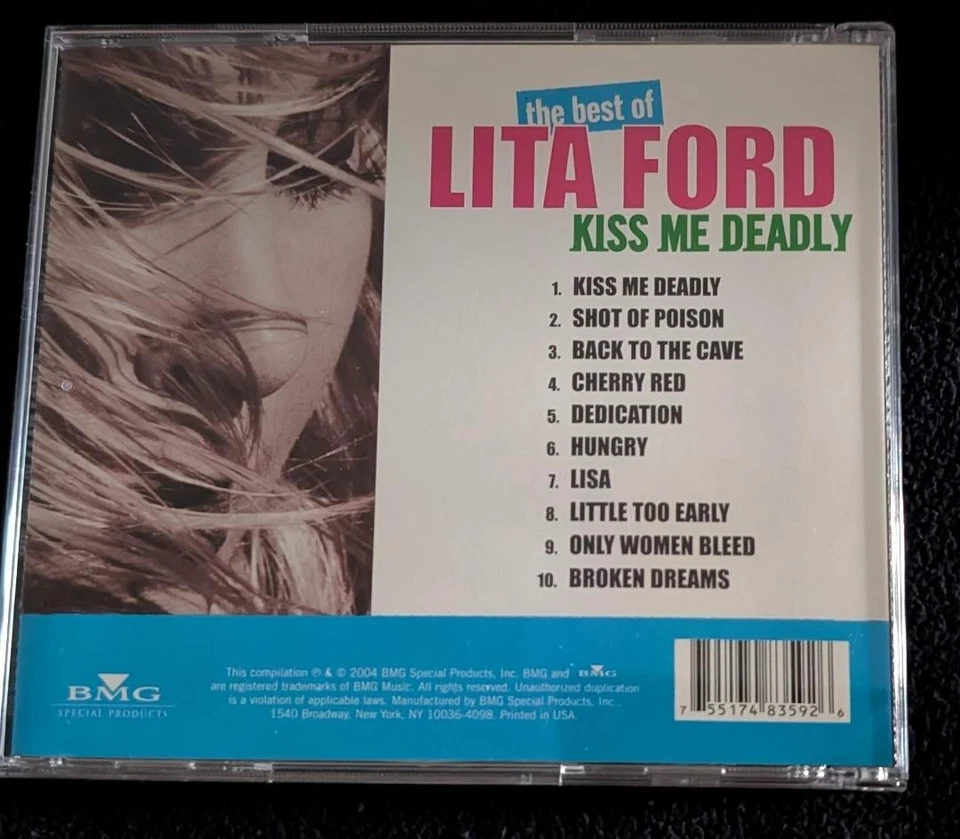 the best of
LITA FORD
KISS ME DEADLY
1. KISS ME DEADLY
2. SHOT OF POISON
3. BACK TO THE CAVE
4. CHERRY RED
5. DEDICATION
6. HUNGRY
7. LISA
8. LITTLE TOO EARLY
9. ONLY WOMEN BLEED
10. BROKEN DREAMS
BMG
SPECIAL PRODUCTS
This compilation ℗ & © 2004 BMG Special Products, Inc. BMG and BMG
are registered trademarks of BMG Music. All rights reserved. Unauthorized duplication
is a violation of applicable laws. Manufactured by BMG Special Products, Inc.,
1540 Broadway, New York, NY 10036-4098. Printed in USA.
7 55174 83592 6